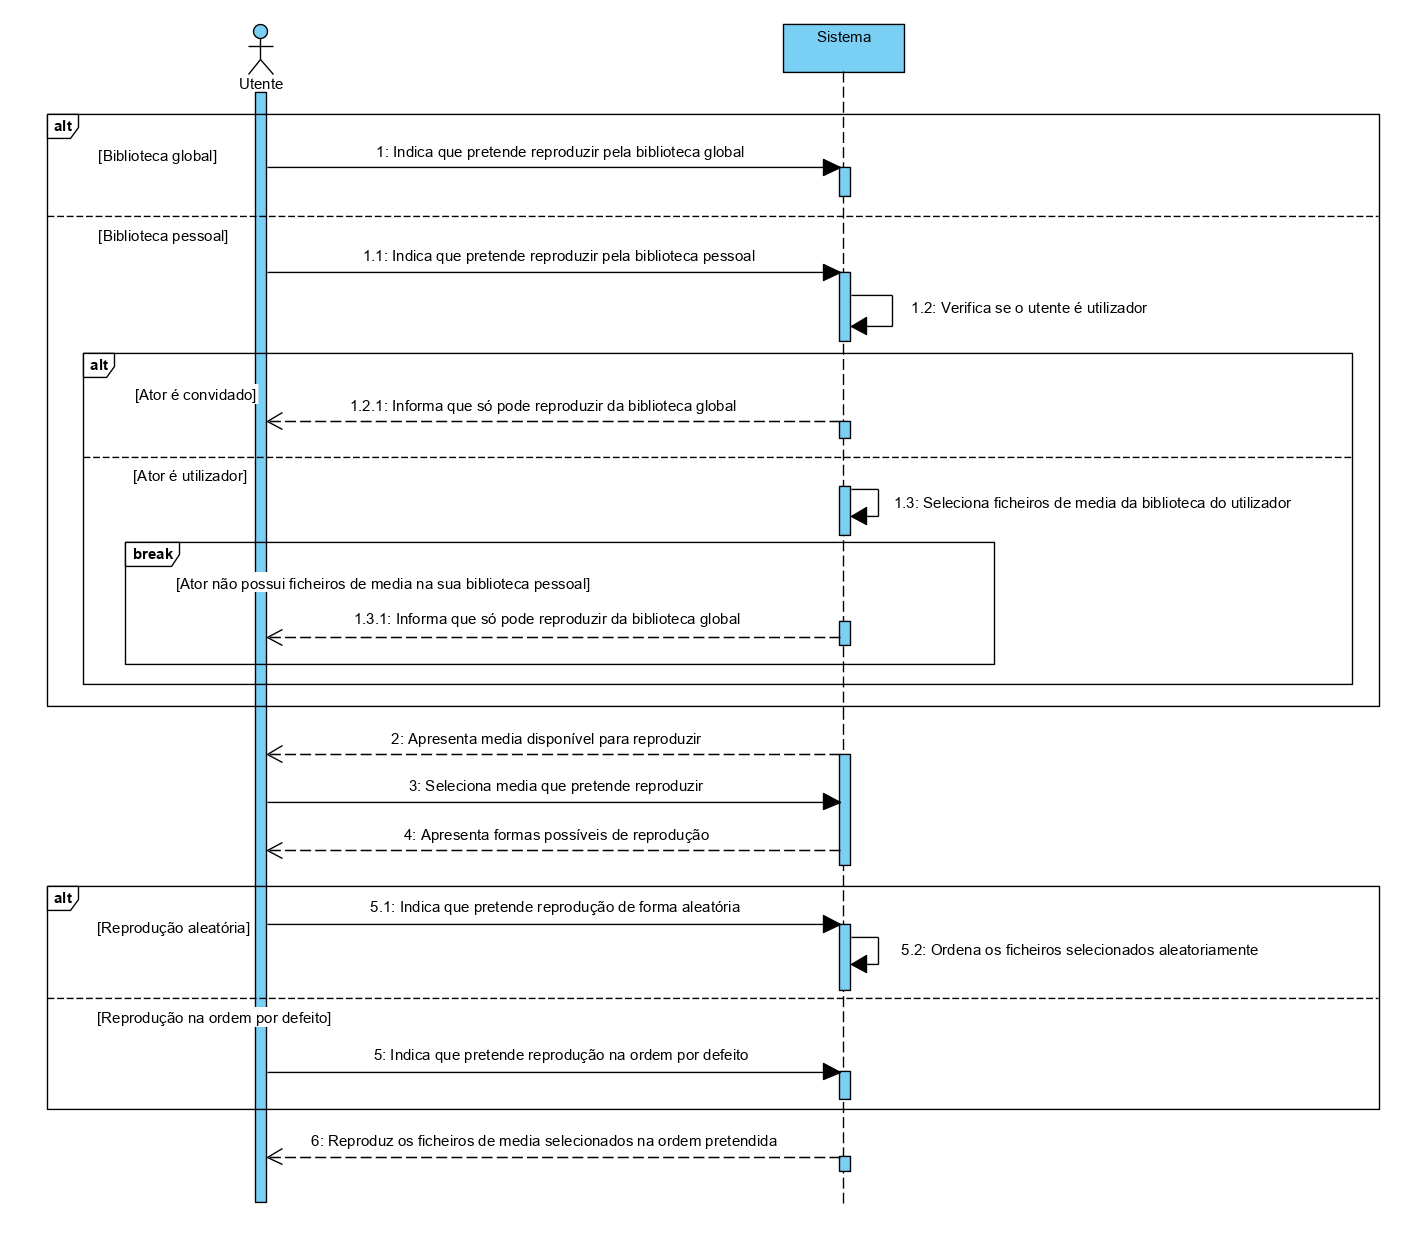 Utente
Sistema
alt
[Biblioteca global]
1: Indica que pretende reproduzir pela biblioteca global
[Biblioteca pessoal]
1.1: Indica que pretende reproduzir pela biblioteca pessoal
1.2: Verifica se o utente é utilizador
alt
[Ator é convidado]
1.2.1: Informa que só pode reproduzir da biblioteca global
[Ator é utilizador]
1.3: Seleciona ficheiros de media da biblioteca do utilizador
break
[Ator não possui ficheiros de media na sua biblioteca pessoal]
1.3.1: Informa que só pode reproduzir da biblioteca global
2: Apresenta media disponível para reproduzir
3: Seleciona media que pretende reproduzir
4: Apresenta formas possíveis de reprodução
alt
[Reprodução aleatória]
5.1: Indica que pretende reprodução de forma aleatória
5.2: Ordena os ficheiros selecionados aleatoriamente
[Reprodução na ordem por defeito]
5: Indica que pretende reprodução na ordem por defeito
6: Reproduz os ficheiros de media selecionados na ordem pretendida